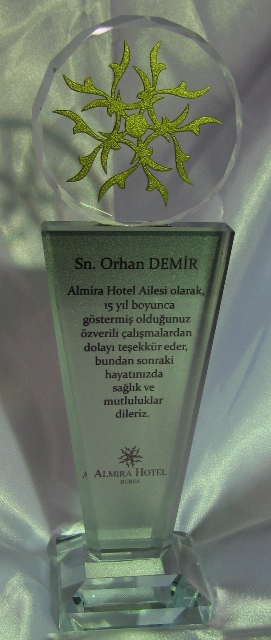 Sn. Orhan DEMİR
Almira Hotel Ailesi olarak,
15 yıl boyunca
göstermiş olduğunuz
özverili çalışmalardan
dolayı teşekkür eder,
bundan sonraki
hayatınızda
sağlık ve
mutluluklar
dileriz.
ALMIRA HOTEL
BURSA